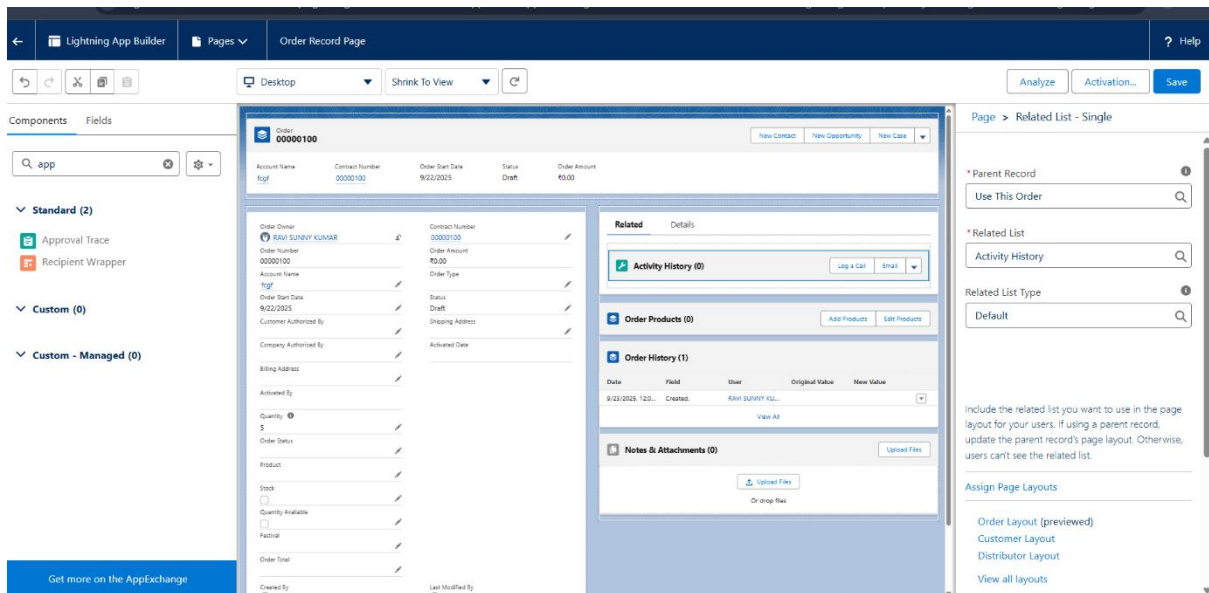 Lightning App Builder Pages Order Record Page ? Help
Desktop Shrink To View Analyze Activation... Save
Components Fields
app
Standard (2)
Approval Trace
Recipient Wrapper
Custom (0)
Custom - Managed (0)
Get more on the AppExchange
Order
00000100
New Contact New Opportunity New Case
Account Name Contract Number Order Start Date Status Order Amount
fcgf 00000100 9/22/2025 Draft ₹0.00
Order Owner Contract Number
RAVI SUNNY KUMAR 00000100
Order Number Order Amount
00000100 ₹0.00
Account Name Order Type
fcgf
Order Start Date Status
9/22/2025 Draft
Customer Authorized By Shipping Address
Company Authorized By Activated Date
Billing Address
Activated By
Quantity
5
Order Status
Product
Stock
Quantity Available
Festival
Order Total
Created By Last Modified By
Related Details
Activity History (0) Log a Call Email
Order Products (0) Add Products Edit Products
Order History (1)
Date Field User Original Value New Value
9/23/2025, 12:0... Created. RAVI SUNNY KU...
View All
Notes & Attachments (0) Upload Files
Upload Files
Or drop files
Page > Related List - Single
*Parent Record
Use This Order
*Related List
Activity History
Related List Type
Default
Include the related list you want to use in the page
layout for your users. If using a parent record,
update the parent record's page layout. Otherwise,
users can't see the related list.
Assign Page Layouts
Order Layout (previewed)
Customer Layout
Distributor Layout
View all layouts